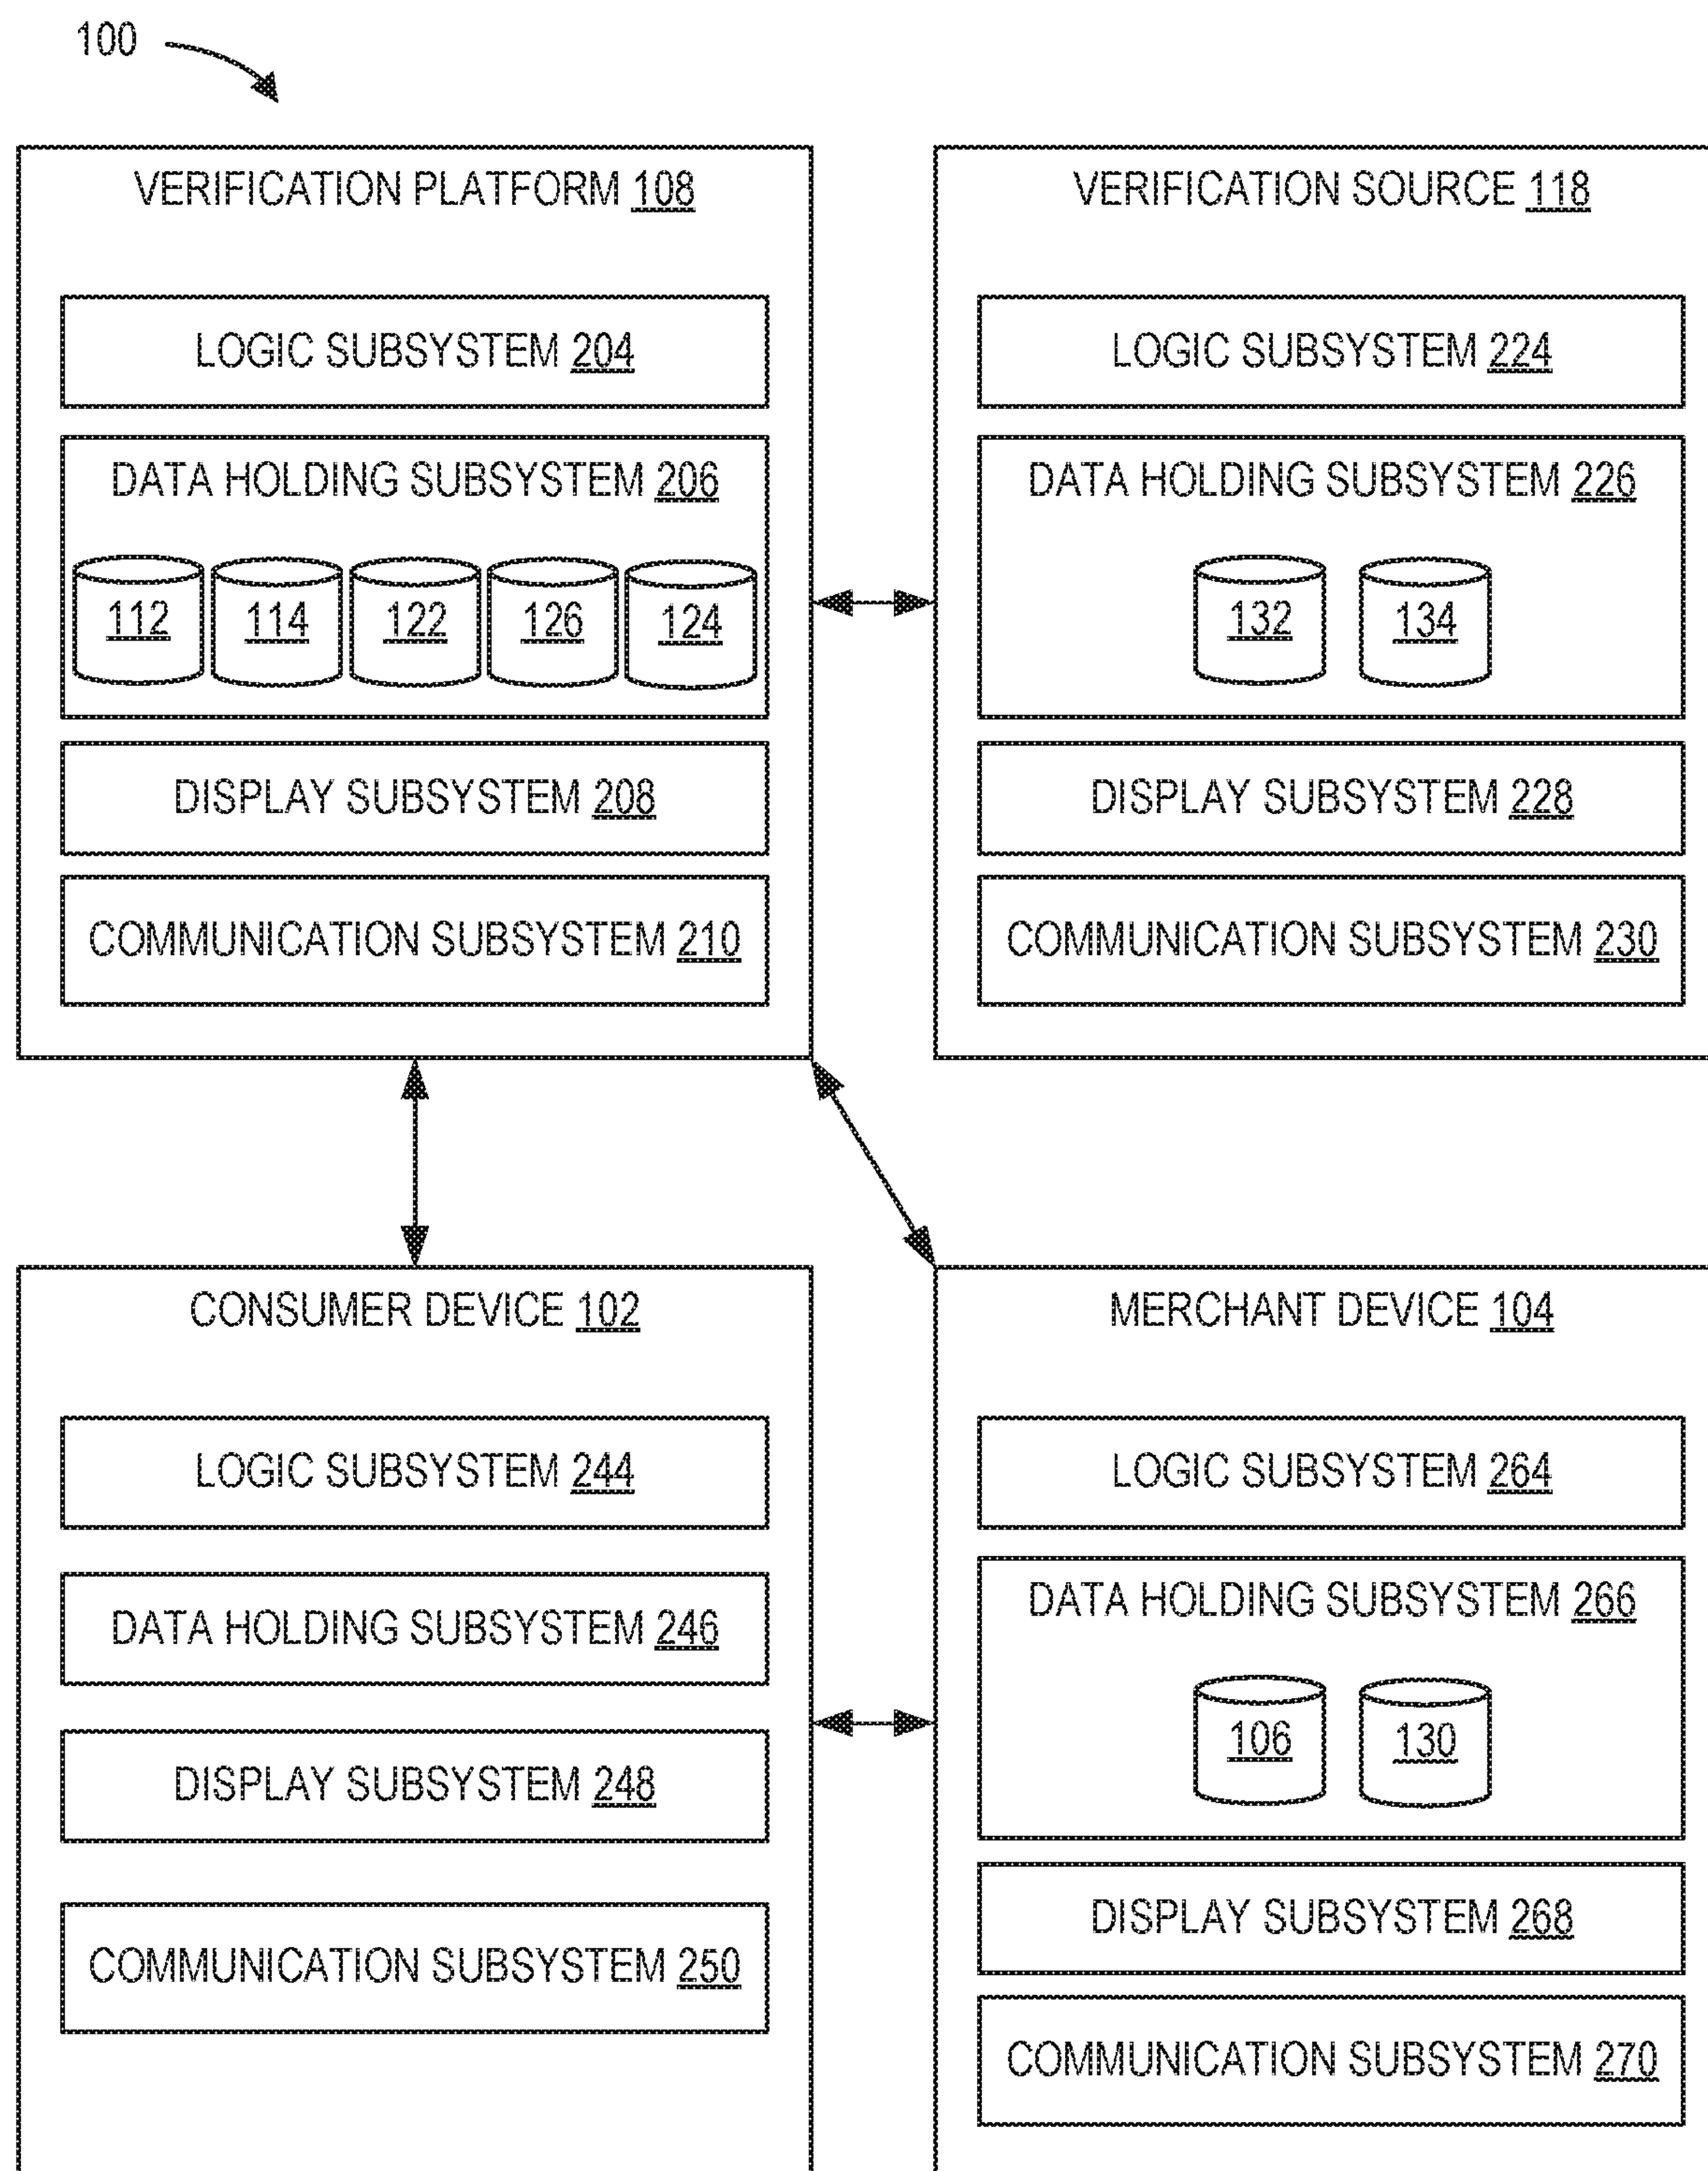 100
VERIFICATION PLATFORM 108
LOGIC SUBSYSTEM 204
DATA HOLDING SUBSYSTEM 206
112 114 122 126 124
DISPLAY SUBSYSTEM 208
COMMUNICATION SUBSYSTEM 210
VERIFICATION SOURCE 118
LOGIC SUBSYSTEM 224
DATA HOLDING SUBSYSTEM 226
132 134
DISPLAY SUBSYSTEM 228
COMMUNICATION SUBSYSTEM 230
CONSUMER DEVICE 102
LOGIC SUBSYSTEM 244
DATA HOLDING SUBSYSTEM 246
DISPLAY SUBSYSTEM 248
COMMUNICATION SUBSYSTEM 250
MERCHANT DEVICE 104
LOGIC SUBSYSTEM 264
DATA HOLDING SUBSYSTEM 266
106 130
DISPLAY SUBSYSTEM 268
COMMUNICATION SUBSYSTEM 270